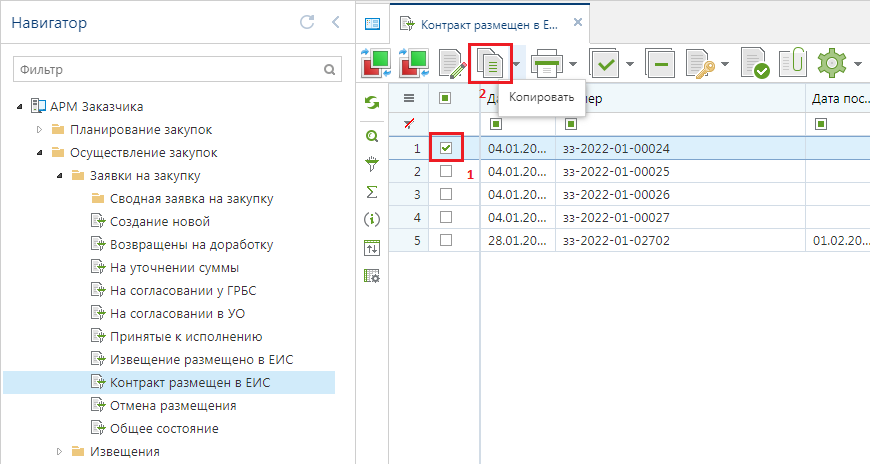 Навигатор
Контракт размещен в Е...
Фильтр
Копировать
2
Да
ер
Дата пос...
АРМ Заказчика
Планирование закупок
Осуществление закупок
Заявки на закупку
Сводная заявка на закупку
Создание новой
Возвращены на доработку
На уточнении суммы
На согласовании у ГРБС
На согласовании в УО
Принятые к исполнению
Извещение размещено в ЕИС
Контракт размещен в ЕИС
Отмена размещения
Общее состояние
Извещения
1 04.01.20... зз-2022-01-00024
1
2 04.01.20... зз-2022-01-00025
3 04.01.20... зз-2022-01-00026
4 04.01.20... зз-2022-01-00027
5 28.01.20... зз-2022-01-02702 01.02.20...